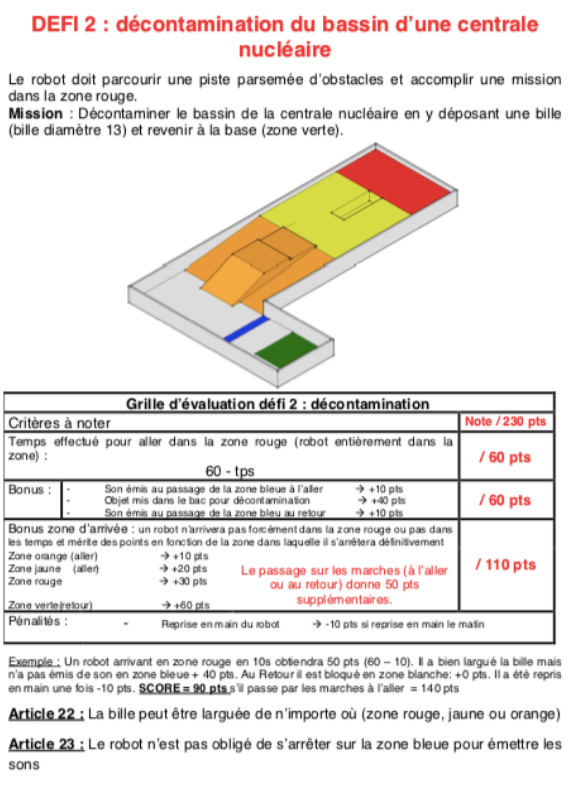 DEFI 2 : décontamination du bassin d'une centrale
nucléaire
Le robot doit parcourir une piste parsemée d'obstacles et accomplir une mission
dans la zone rouge.
Mission : Décontaminer le bassin de la centrale nucléaire en y déposant une bille
(bille diamètre 13) et revenir à la base (zone verte).
Grille d'évaluation défi 2 : décontamination
Critères à noter Note / 230 pts
Temps effectué pour aller dans la zone rouge (robot entièrement dans la
zone) :
60 - tps
/ 60 pts
Bonus : - Son émis au passage de la zone bleue à l'aller → +10 pts
- Objet mis dans le bac pour décontamination → +40 pts
- Son émis au passage de la zone bleu au retour → +10 pts
/ 60 pts
Bonus zone d'arrivée : un robot n'arrivera pas forcément dans la zone rouge ou pas dans
les temps et mérite des points en fonction de la zone dans laquelle il s'arrêtera définitivement
Zone orange (aller) → +10 pts
Zone jaune (aller) → +20 pts
Zone rouge → +30 pts
Zone verte(retour) → +60 pts
Le passage sur les marches (à l'aller
ou au retour) donne 50 pts
supplémentaires.
/ 110 pts
Pénalités : - Reprise en main du robot → -10 pts si reprise en main le matin
Exemple : Un robot arrivant en zone rouge en 10s obtiendra 50 pts (60 – 10). Il a bien largué la bille mais
n'a pas émis de son en zone bleue + 40 pts. Au Retour il est bloqué en zone blanche: +0 pts. Il a été repris
en main une fois -10 pts. SCORE = 90 pts s'il passe par les marches à l'aller = 140 pts
Article 22 : La bille peut être larguée de n'importe où (zone rouge, jaune ou orange)
Article 23 : Le robot n'est pas obligé de s'arrêter sur la zone bleue pour émettre les
sons